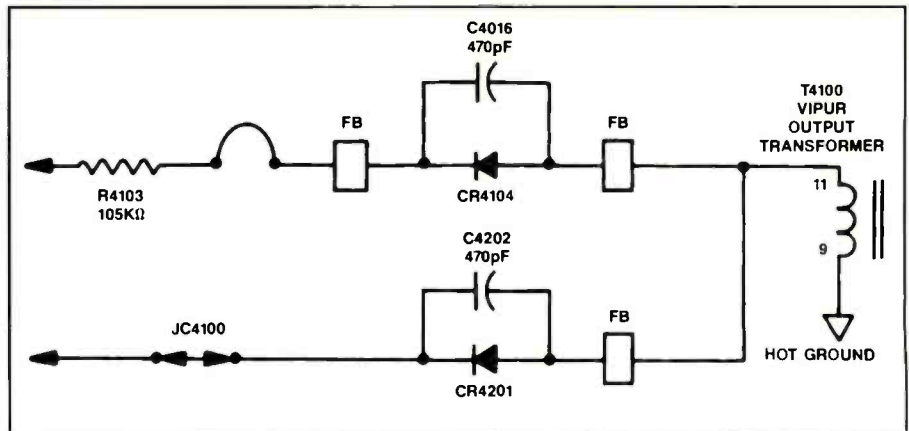 C4016
470pF
T4100
VIPUR
OUTPUT
TRANSFORMER
FB
FB
11
R4103
105KΩ
CR4104
C4202
470pF
9
FB
JC4100
HOT GROUND
CR4201